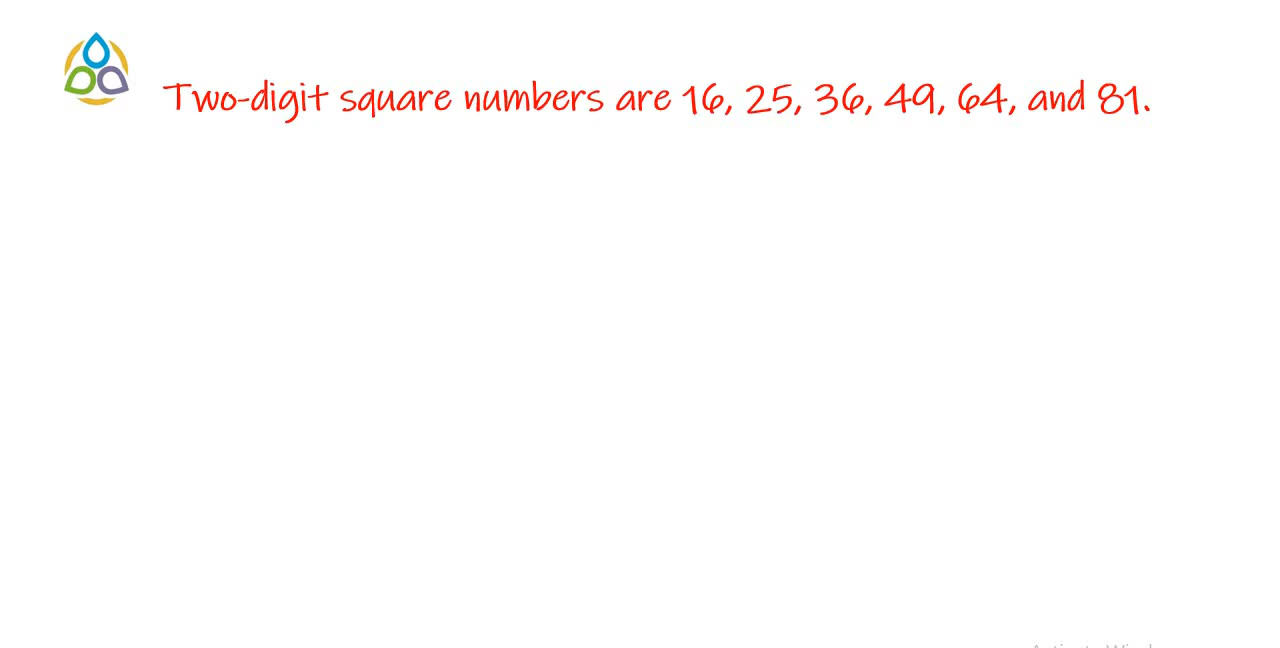 Two-digit square numbers are 16, 25, 36, 49, 64, and 81.